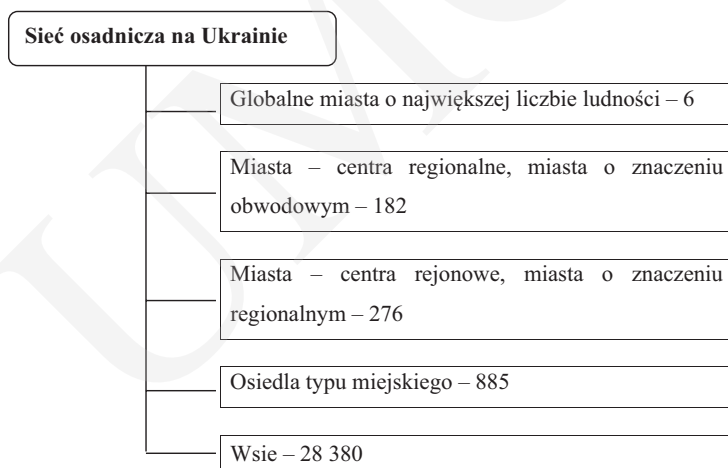 Sieć osadnicza na Ukrainie
Globalne miasta o największej liczbie ludności – 6
Miasta – centra regionalne, miasta o znaczeniu
obwodowym – 182
Miasta – centra rejonowe, miasta o znaczeniu
regionalnym – 276
Osiedla typu miejskiego – 885
Wsie – 28 380